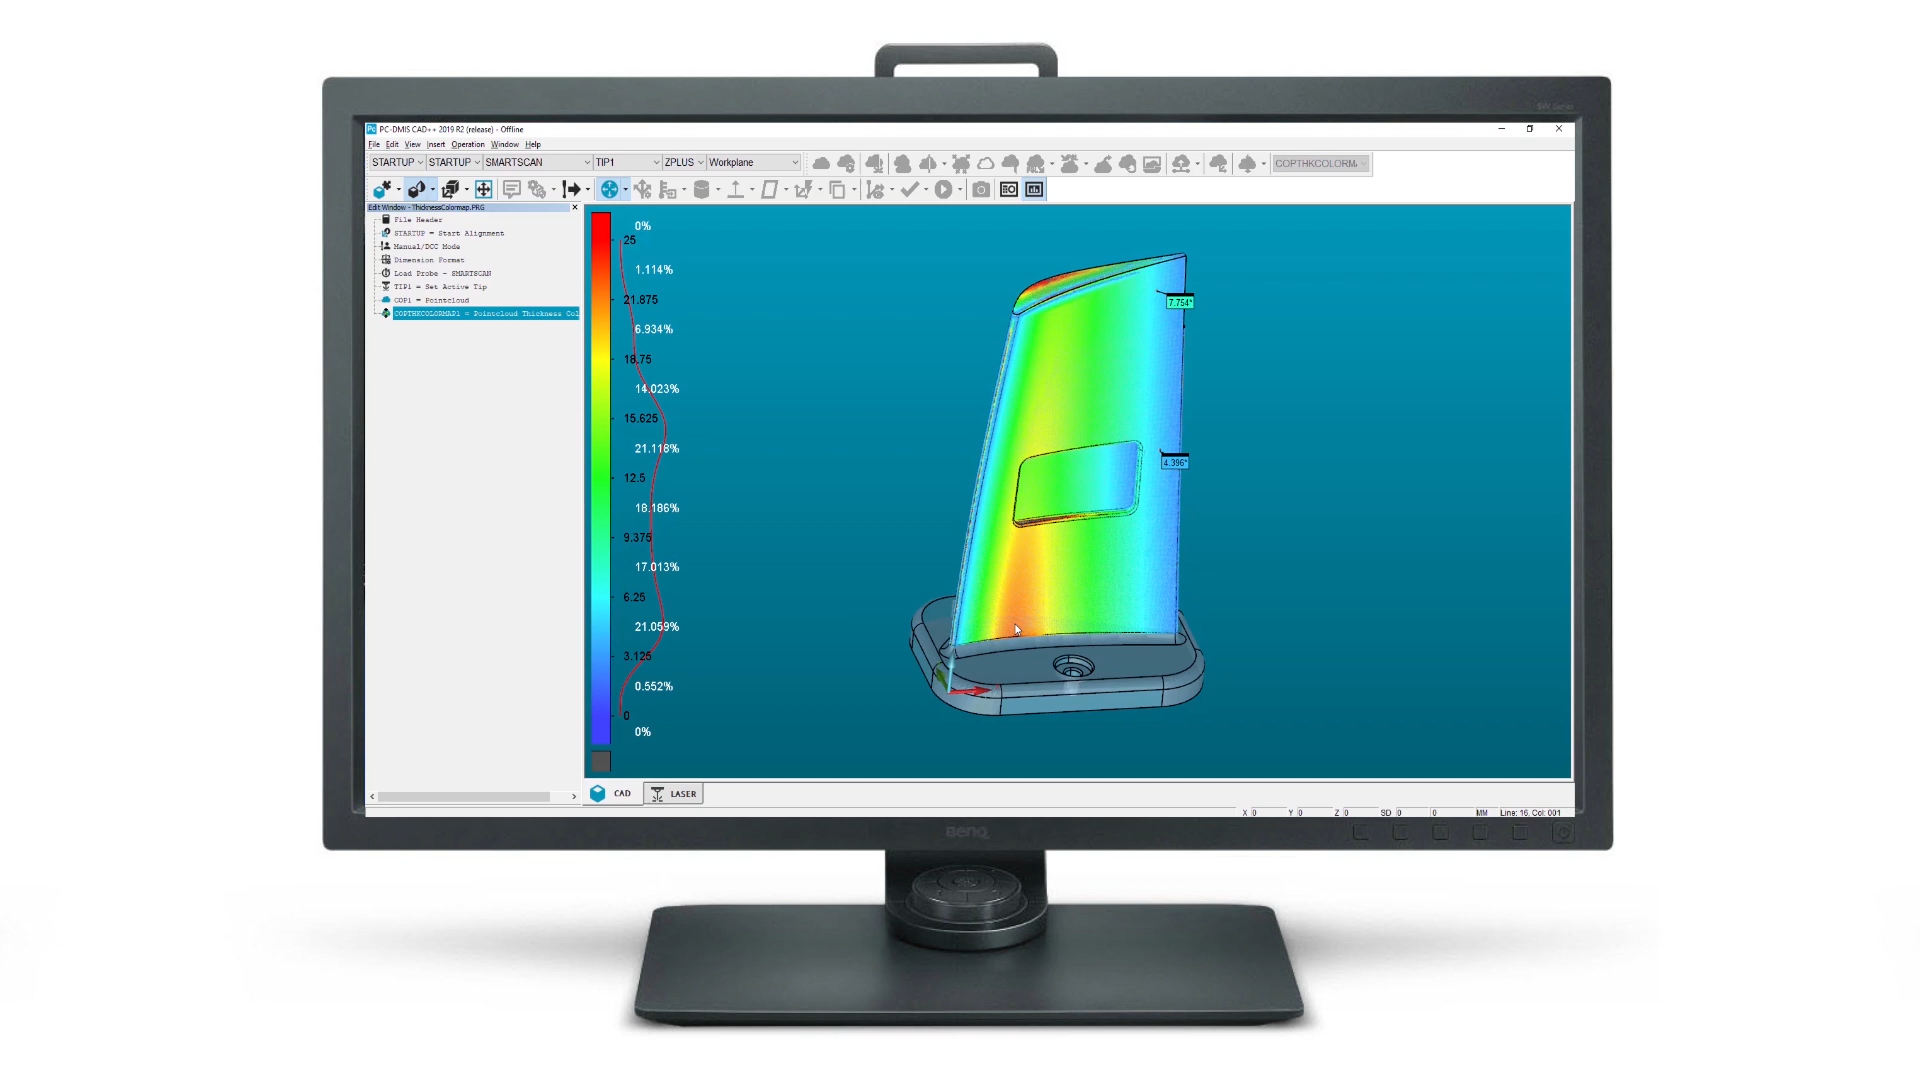 SW Series
PC-DMIS CAD++ 2019 R2 (release) - Offline
File Edit View Insert Operation Window Help
STARTUP STARTUP SMARTSCAN TIP1 ZPLUS Workplane COPTHKCOLORM
Edit Window - ThicknessColormap.PRG
File Header
STARTUP = Start Alignment
Manual/DCC Mode
Dimension Format
Load Probe - SMARTSCAN
TIP1 = Set Active Tip
COP1 = Pointcloud
COPTHKCOLORMAP1 = Pointcloud Thickness Col
0%
25
1.114%
21.875
6.934%
18.75
14.023%
15.625
21.118%
12.5
18.186%
9.375
17.013%
6.25
21.059%
3.125
0.552%
0
0%
7.754*
4.396*
CAD LASER
X 0 Y 0 Z 0 SD 0 0 MM Line: 16, Col: 001
BenQ